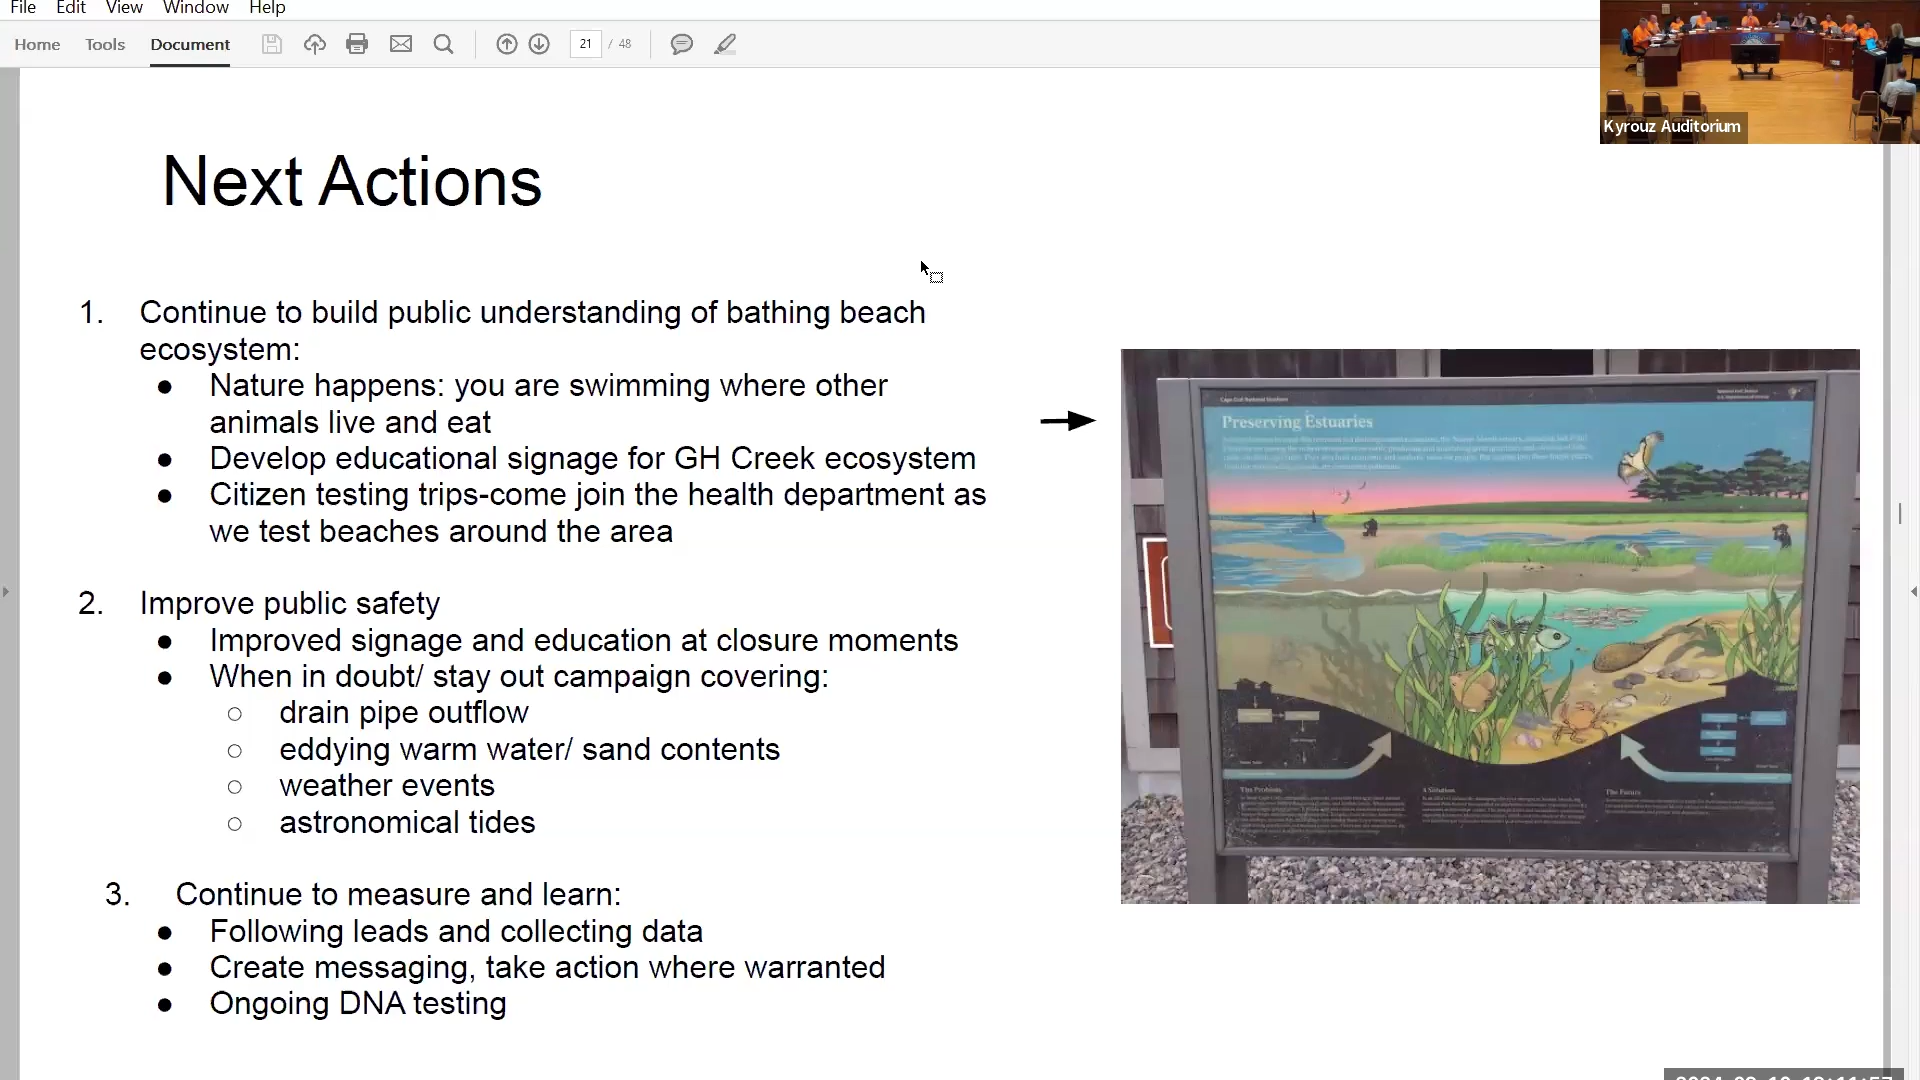 File Edit View Window Help
Home Tools Document 21 / 48
Kyrouz Auditorium
Next Actions
1. Continue to build public understanding of bathing beach
ecosystem:
● Nature happens: you are swimming where other
animals live and eat
● Develop educational signage for GH Creek ecosystem
● Citizen testing trips-come join the health department as
we test beaches around the area
2. Improve public safety
● Improved signage and education at closure moments
● When in doubt/ stay out campaign covering:
○ drain pipe outflow
○ eddying warm water/ sand contents
○ weather events
○ astronomical tides
3. Continue to measure and learn:
● Following leads and collecting data
● Create messaging, take action where warranted
● Ongoing DNA testing
Preserving Estuaries
The Problem
A Solution
The Future